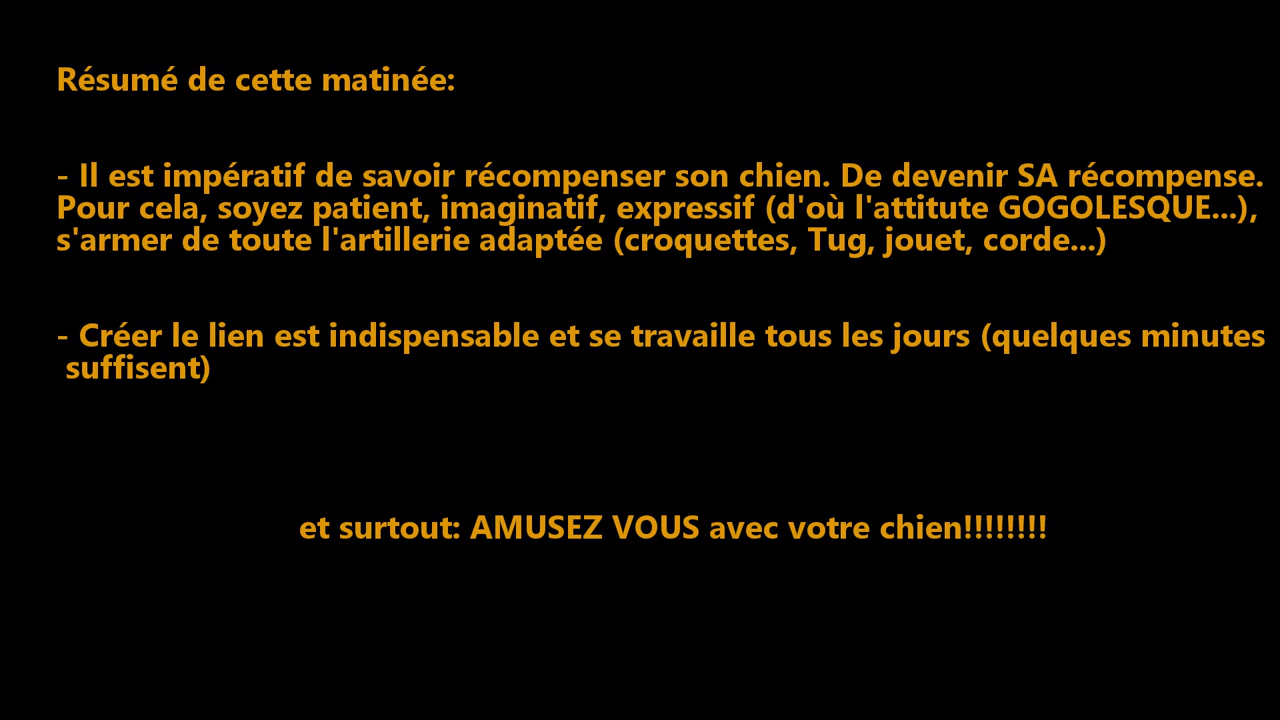 Résumé de cette matinée:
- Il est impératif de savoir récompenser son chien. De devenir SA récompense.
Pour cela, soyez patient, imaginatif, expressif (d'où l'attitute GOGOLESQUE...),
s'armer de toute l'artillerie adaptée (croquettes, Tug, jouet, corde...)
- Créer le lien est indispensable et se travaille tous les jours (quelques minutes
suffisent)
et surtout: AMUSEZ VOUS avec votre chien!!!!!!!!